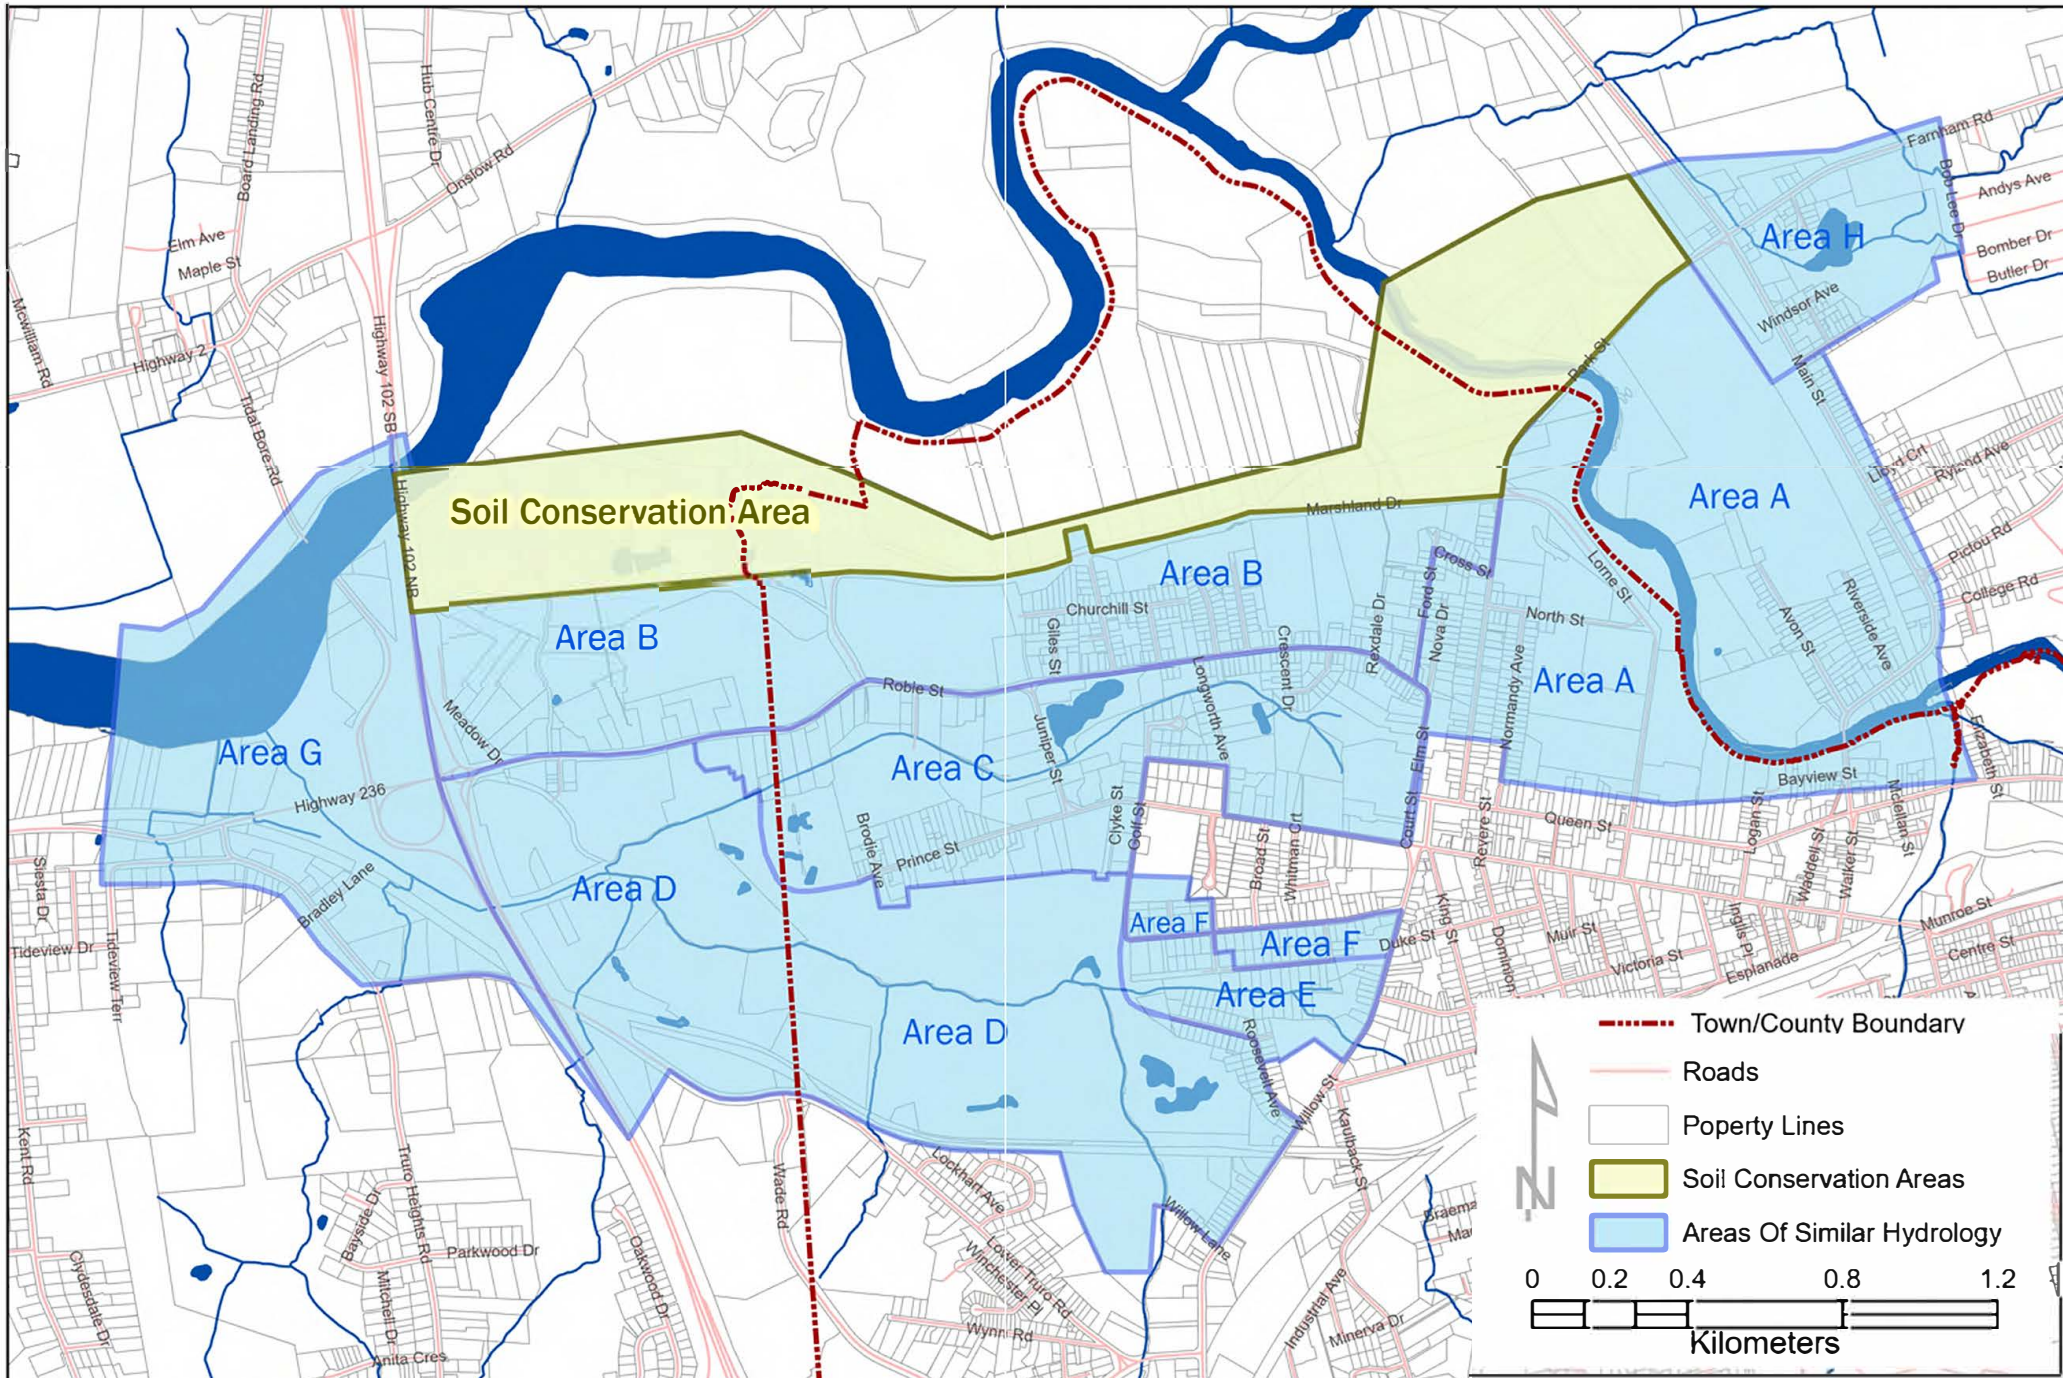 Board Landing Rd
Hub Centre Dr
Onslow Rd
Elm Ave
Maple St
Mcwilliam Rd
Highway 2
Highway 102 SB
Tidal Bore Rd
Highway 102 NB
Farnham Rd
Bob Lee Dr
Andys Ave
Bomber Dr
Butler Dr
Area H
Windsor Ave
Park St
Main St
Lloyd Crt
Ryland Ave
Pictou Rd
College Rd
Soil Conservation Area
Marshland Dr
Area A
Area B
Cross St
Ford St
Nova Dr
Lorne St
North St
Avon St
Riverside Ave
Churchill St
Giles St
Crescent Dr
Rexdale Dr
Longworth Ave
Area B
Roble St
Meadow Dr
Juniper St
Area A
Normandy Ave
Elm St
Area G
Highway 236
Area C
Bayview St
Elizabeth St
Mclellan St
Logan St
Queen St
Revere St
Court St
Clyke St
Golf St
Broad St
Whitman Crt
Brodie Ave
Prince St
Waddell St
Walker St
Siesta Dr
Bradley Lane
Area D
Area F
Area F
Duke St
King St
Dominion
Muir St
Victoria St
Inglis Pl
Esplanade
Munroe St
Centre St
A
Tideview Dr
Tideview Terr
Area E
Area D
Roosevelt Ave
Willow St
Kaulback St
Kent Rd
Truro Heights Rd
Bayside Dr
Parkwood Dr
Mitchell Dr
Anita Cres
Clydesdale Dr
Oakwood Dr
Wade Rd
Lockhart Ave
Lower Truro Rd
Winchester Pl
Wynn Rd
Willow Lane
Industrial Ave
Minerva Dr
Braema
Ma
Town/County Boundary
Roads
Poperty Lines
Soil Conservation Areas
Areas Of Similar Hydrology
N
0 0.2 0.4 0.8 1.2
Kilometers